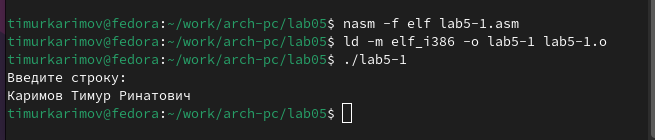 timurkarimov@fedora:~/work/arch-pc/lab05$ nasm -f elf lab5-1.asm
timurkarimov@fedora:~/work/arch-pc/lab05$ ld -m elf_i386 -o lab5-1 lab5-1.o
timurkarimov@fedora:~/work/arch-pc/lab05$ ./lab5-1
Введите строку:
Каримов Тимур Ринатович
timurkarimov@fedora:~/work/arch-pc/lab05$